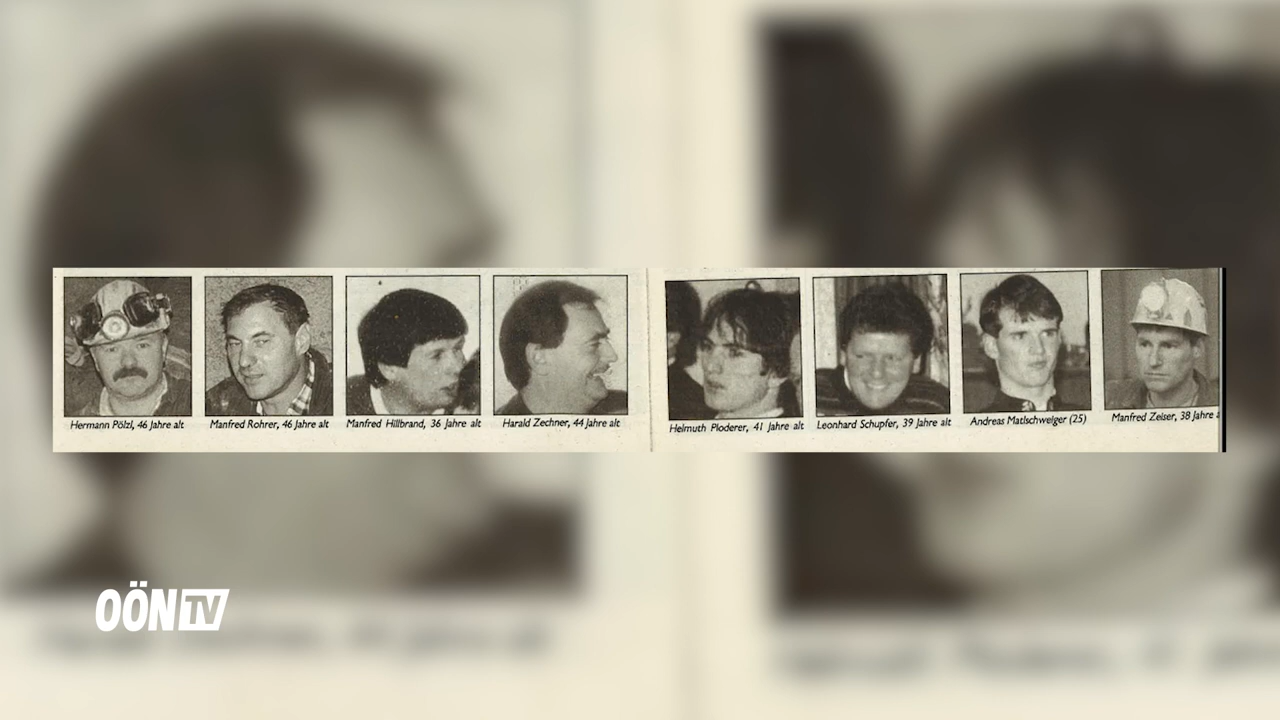 Hermann Pölzl, 46 Jahre alt
Manfred Rohrer, 46 Jahre alt
Manfred Hillbrand, 36 Jahre alt
Harald Zechner, 44 Jahre alt
Helmuth Ploderer, 41 Jahre alt
Leonhard Schupfer, 39 Jahre alt
Andreas Matlschweiger (25)
Manfred Zeiser, 38 Jahre a
OÖN TV